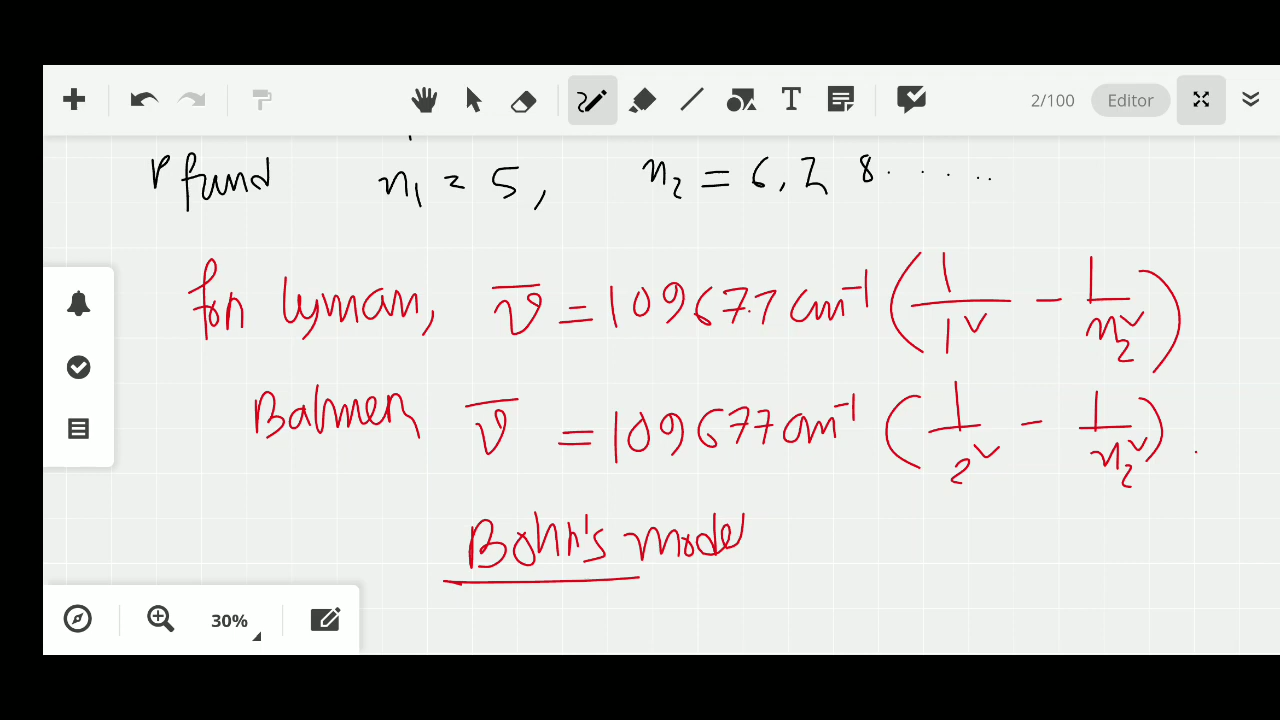 2/100 Editor
Pfund n₁ = 5, n₂ = 6, 7 8 . . . . .
for lyman, ν̅ = 109677 cm⁻¹ (1/1² − 1/n₂²)
Balmer ν̅ = 109677 cm⁻¹ (1/2² − 1/n₂²).
Bohr's model
30%